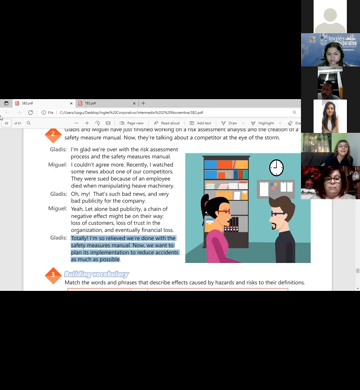 Gladis and Miguel have just finished working on a risk assessment analysis and the creation of a
safety measure manual. Now, they're talking about a competitor at the eye of the storm.
Gladis: I'm glad we're over with the risk assessment
process and the safety measures manual.
Miguel: I couldn't agree more. Recently, I watched
some news about one of our competitors.
They were sued because of an employee
died when manipulating heavy machinery.
Gladis: Oh, my! That's such bad news, and very
bad publicity for the company.
Miguel: Yeah. Let alone bad publicity, a chain of
negative effect might be on their way:
loss of customers, loss of trust in the
organization, and eventually financial loss.
Gladis: Totally! I'm so relieved we're done with the
safety measures manual. Now, we want to
plan its implementation to reduce accidents
as much as possible.
3. Building vocabulary
Match the words and phrases that describe effects caused by hazards and risks to their definitions.